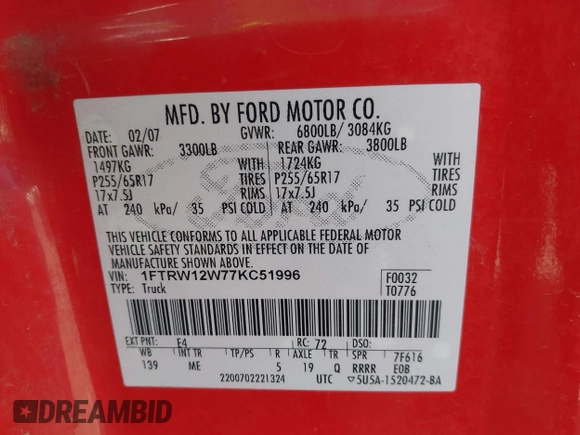 MFD. BY FORD MOTOR CO.
DATE: 02/07 GVWR: 6800LB/ 3084KG
FRONT GAWR: 3300LB REAR GAWR: 3800LB
1497KG WITH 1724KG WITH
P255/65R17 TIRES P255/65R17 TIRES
17x7.5J RIMS 17x7.5J RIMS
AT 240 kPa/ 35 PSI COLD AT 240 kPa/ 35 PSI COLD
THIS VEHICLE CONFORMS TO ALL APPLICABLE FEDERAL MOTOR
VEHICLE SAFETY STANDARDS IN EFFECT ON THE DATE OF
MANUFACTURE SHOWN ABOVE.
VIN: 1FTRW12W77KC51996 F0032
TYPE: Truck T0776
EXT PNT: E4 RC: 72 DSO:
WB INT TR TP/PS R AXLE TR SPR 7F616
139 ME 5 19 Q RRRR E0B
2200702221324 UTC ▽5U5A-1520472-BA
DREAMBID